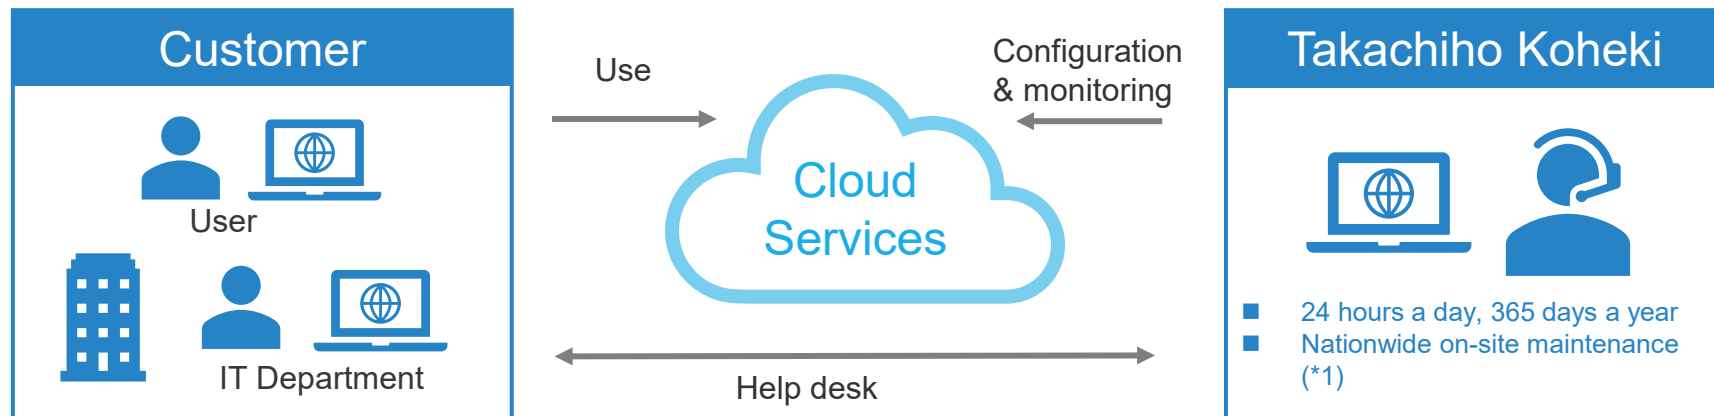 Customer
User
IT Department
Use
Configuration
& monitoring
Cloud
Services
Help desk
Takachiho Koheki
24 hours a day, 365 days a year
Nationwide on-site maintenance
(*1)